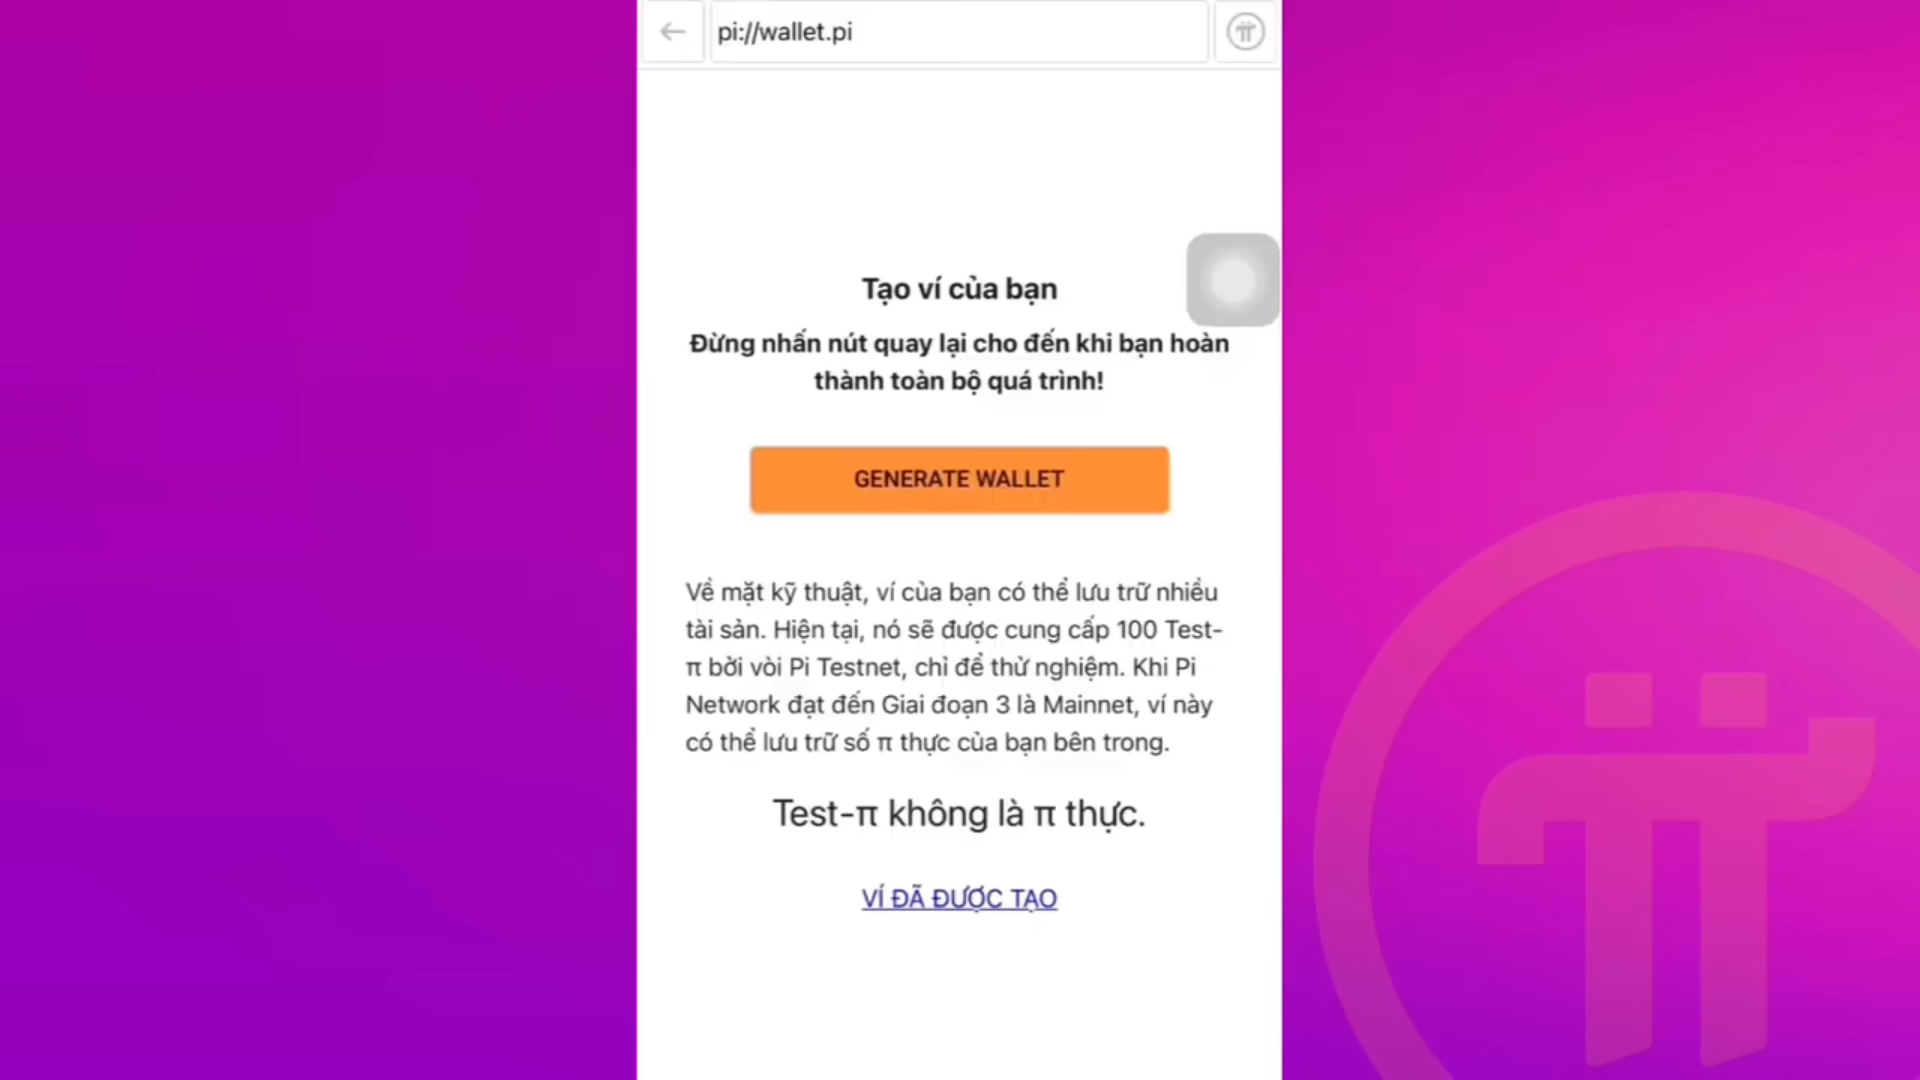 pi://wallet.pi
Tạo ví của bạn
Đừng nhấn nút quay lại cho đến khi bạn hoàn
thành toàn bộ quá trình!
GENERATE WALLET
Về mặt kỹ thuật, ví của bạn có thể lưu trữ nhiều
tài sản. Hiện tại, nó sẽ được cung cấp 100 Test-
π bởi vòi Pi Testnet, chỉ để thử nghiệm. Khi Pi
Network đạt đến Giai đoạn 3 là Mainnet, ví này
có thể lưu trữ số π thực của bạn bên trong.
Test-π không là π thực.
VÍ ĐÃ ĐƯỢC TẠO